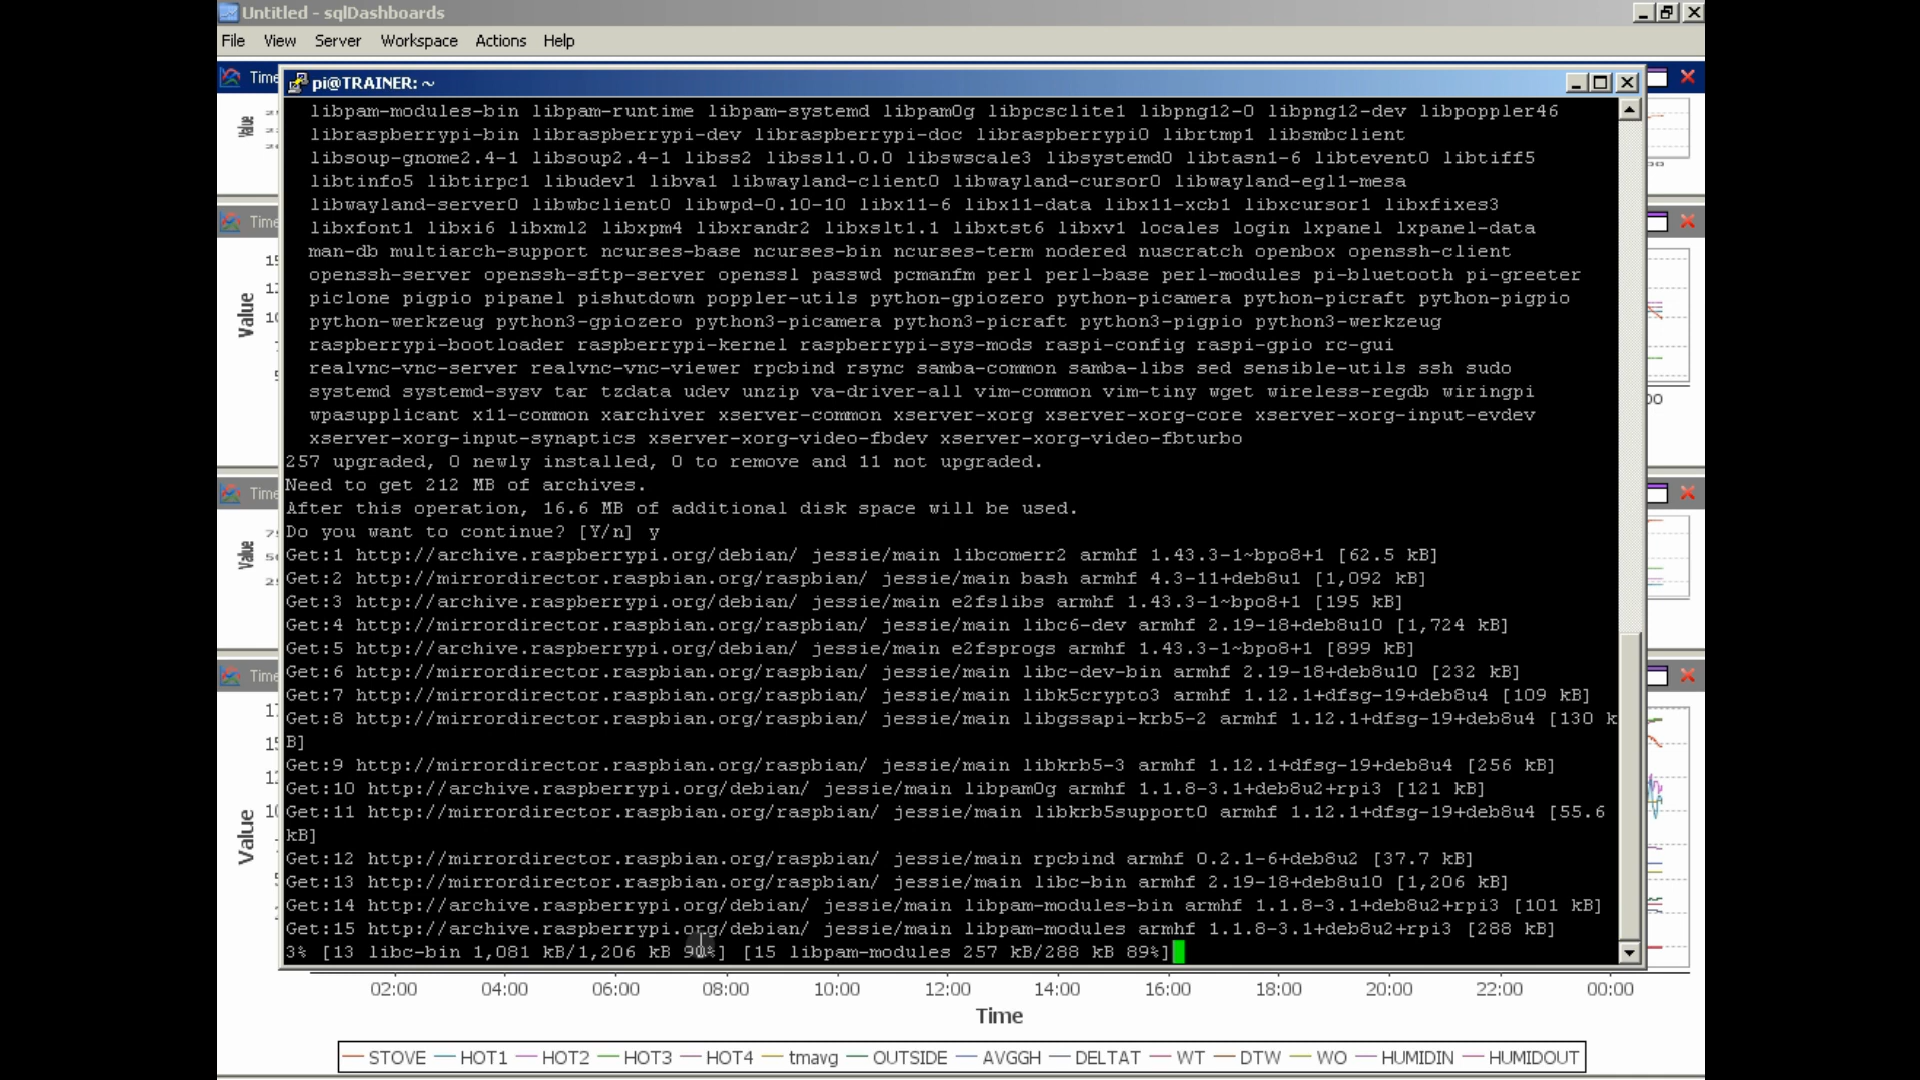 Untitled - sqlDashboards
File View Server Workspace Actions Help
pi@TRAINER: ~
libpam-modules-bin libpam-runtime libpam-systemd libpam0g libpcsclite1 libpng12-0 libpng12-dev libpoppler46
libraspberrypi-bin libraspberrypi-dev libraspberrypi-doc libraspberrypi0 librtmp1 libsmbclient
libsoup-gnome2.4-1 libsoup2.4-1 libss2 libssl1.0.0 libswscale3 libsystemd0 libtasn1-6 libtevent0 libtiff5
libtinfo5 libtirpc1 libudev1 libva1 libwayland-client0 libwayland-cursor0 libwayland-egl1-mesa
libwayland-server0 libwbclient0 libwpd-0.10-10 libx11-6 libx11-data libx11-xcb1 libxcursor1 libxfixes3
libxfont1 libxi6 libxml2 libxpm4 libxrandr2 libxslt1.1 libxtst6 libxv1 locales login lxpanel lxpanel-data
man-db multiarch-support ncurses-base ncurses-bin ncurses-term nodered nuscratch openbox openssh-client
openssh-server openssh-sftp-server openssl passwd pcmanfm perl perl-base perl-modules pi-bluetooth pi-greeter
piclone pigpio pipanel pishutdown poppler-utils python-gpiozero python-picamera python-picraft python-pigpio
python-werkzeug python3-gpiozero python3-picamera python3-picraft python3-pigpio python3-werkzeug
raspberrypi-bootloader raspberrypi-kernel raspberrypi-sys-mods raspi-config raspi-gpio rc-gui
realvnc-vnc-server realvnc-vnc-viewer rpcbind rsync samba-common samba-libs sed sensible-utils ssh sudo
systemd systemd-sysv tar tzdata udev unzip va-driver-all vim-common vim-tiny wget wireless-regdb wiringpi
wpasupplicant x11-common xarchiver xserver-common xserver-xorg xserver-xorg-core xserver-xorg-input-evdev
xserver-xorg-input-synaptics xserver-xorg-video-fbdev xserver-xorg-video-fbturbo
257 upgraded, 0 newly installed, 0 to remove and 11 not upgraded.
Need to get 212 MB of archives.
After this operation, 16.6 MB of additional disk space will be used.
Do you want to continue? [Y/n] y
Get:1 http://archive.raspberrypi.org/debian/ jessie/main libcomerr2 armhf 1.43.3-1~bpo8+1 [62.5 kB]
Get:2 http://mirrordirector.raspbian.org/raspbian/ jessie/main bash armhf 4.3-11+deb8u1 [1,092 kB]
Get:3 http://archive.raspberrypi.org/debian/ jessie/main e2fslibs armhf 1.43.3-1~bpo8+1 [195 kB]
Get:4 http://mirrordirector.raspbian.org/raspbian/ jessie/main libc6-dev armhf 2.19-18+deb8u10 [1,724 kB]
Get:5 http://archive.raspberrypi.org/debian/ jessie/main e2fsprogs armhf 1.43.3-1~bpo8+1 [899 kB]
Get:6 http://mirrordirector.raspbian.org/raspbian/ jessie/main libc-dev-bin armhf 2.19-18+deb8u10 [232 kB]
Get:7 http://mirrordirector.raspbian.org/raspbian/ jessie/main libk5crypto3 armhf 1.12.1+dfsg-19+deb8u4 [109 kB]
Get:8 http://mirrordirector.raspbian.org/raspbian/ jessie/main libgssapi-krb5-2 armhf 1.12.1+dfsg-19+deb8u4 [130 k
B]
Get:9 http://mirrordirector.raspbian.org/raspbian/ jessie/main libkrb5-3 armhf 1.12.1+dfsg-19+deb8u4 [256 kB]
Get:10 http://archive.raspberrypi.org/debian/ jessie/main libpam0g armhf 1.1.8-3.1+deb8u2+rpi3 [121 kB]
Get:11 http://mirrordirector.raspbian.org/raspbian/ jessie/main libkrb5support0 armhf 1.12.1+dfsg-19+deb8u4 [55.6
kB]
Get:12 http://mirrordirector.raspbian.org/raspbian/ jessie/main rpcbind armhf 0.2.1-6+deb8u2 [37.7 kB]
Get:13 http://mirrordirector.raspbian.org/raspbian/ jessie/main libc-bin armhf 2.19-18+deb8u10 [1,206 kB]
Get:14 http://archive.raspberrypi.org/debian/ jessie/main libpam-modules-bin armhf 1.1.8-3.1+deb8u2+rpi3 [101 kB]
Get:15 http://archive.raspberrypi.org/debian/ jessie/main libpam-modules armhf 1.1.8-3.1+deb8u2+rpi3 [288 kB]
3% [13 libc-bin 1,081 kB/1,206 kB 90%] [15 libpam-modules 257 kB/288 kB 89%]
Time
Value
Time
Value
Time
Value
Time
Value
02:00 04:00 06:00 08:00 10:00 12:00 14:00 16:00 18:00 20:00 22:00 00:00
Time
STOVE HOT1 HOT2 HOT3 HOT4 tmavg OUTSIDE AVGGH DELTAT WT DTW WO HUMIDIN HUMIDOUT